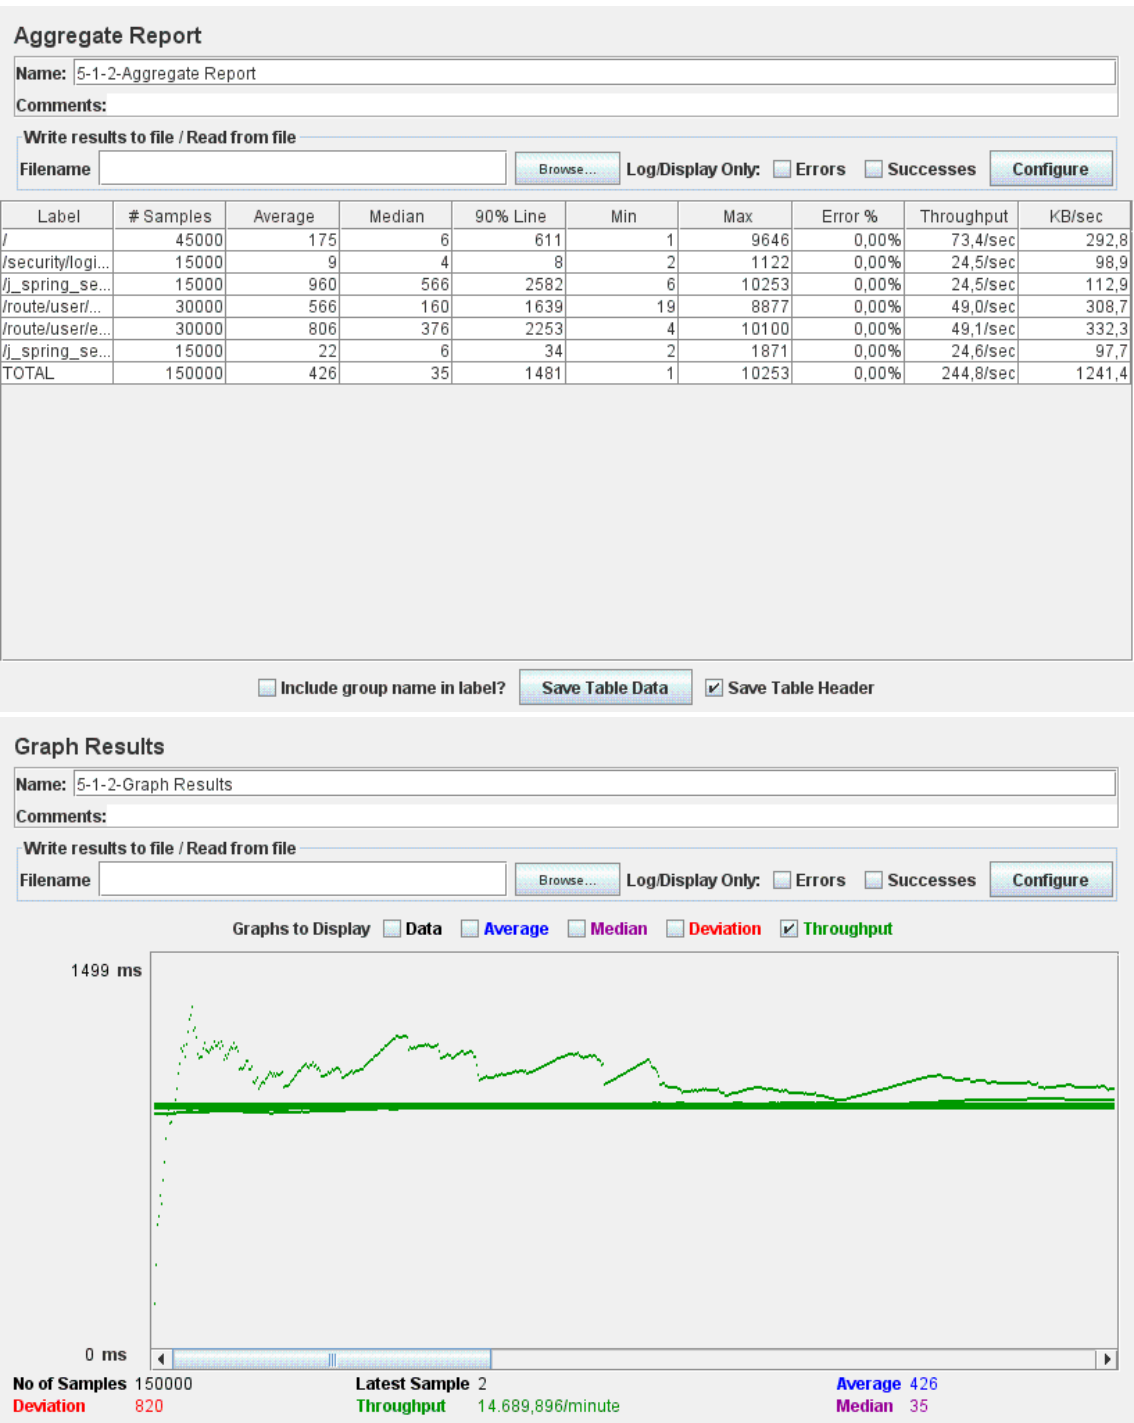 Aggregate Report
Name: 5-1-2-Aggregate Report
Comments:
Write results to file / Read from file
Filename Browse... Log/Display Only: Errors Successes Configure
Label # Samples Average Median 90% Line Min Max Error % Throughput KB/sec
/ 45000 175 6 611 1 9646 0,00% 73,4/sec 292,8
/security/logi... 15000 9 4 8 2 1122 0,00% 24,5/sec 98,9
/j_spring_se... 15000 960 566 2582 6 10253 0,00% 24,5/sec 112,9
/route/user/... 30000 566 160 1639 19 8877 0,00% 49,0/sec 308,7
/route/user/e... 30000 806 376 2253 4 10100 0,00% 49,1/sec 332,3
/j_spring_se... 15000 22 6 34 2 1871 0,00% 24,6/sec 97,7
TOTAL 150000 426 35 1481 1 10253 0,00% 244,8/sec 1241,4
Include group name in label? Save Table Data Save Table Header
Graph Results
Name: 5-1-2-Graph Results
Comments:
Write results to file / Read from file
Filename Browse... Log/Display Only: Errors Successes Configure
Graphs to Display Data Average Median Deviation Throughput
1499 ms
0 ms
No of Samples 150000 Latest Sample 2 Average 426
Deviation 820 Throughput 14.689,896/minute Median 35